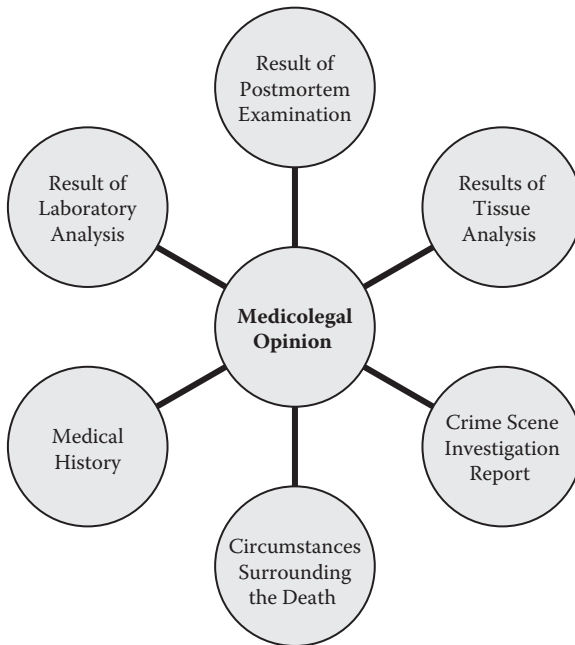 Result of
Postmortem
Examination
Result of
Laboratory
Analysis
Results of
Tissue
Analysis
Medicolegal
Opinion
Medical
History
Crime Scene
Investigation
Report
Circumstances
Surrounding
the Death